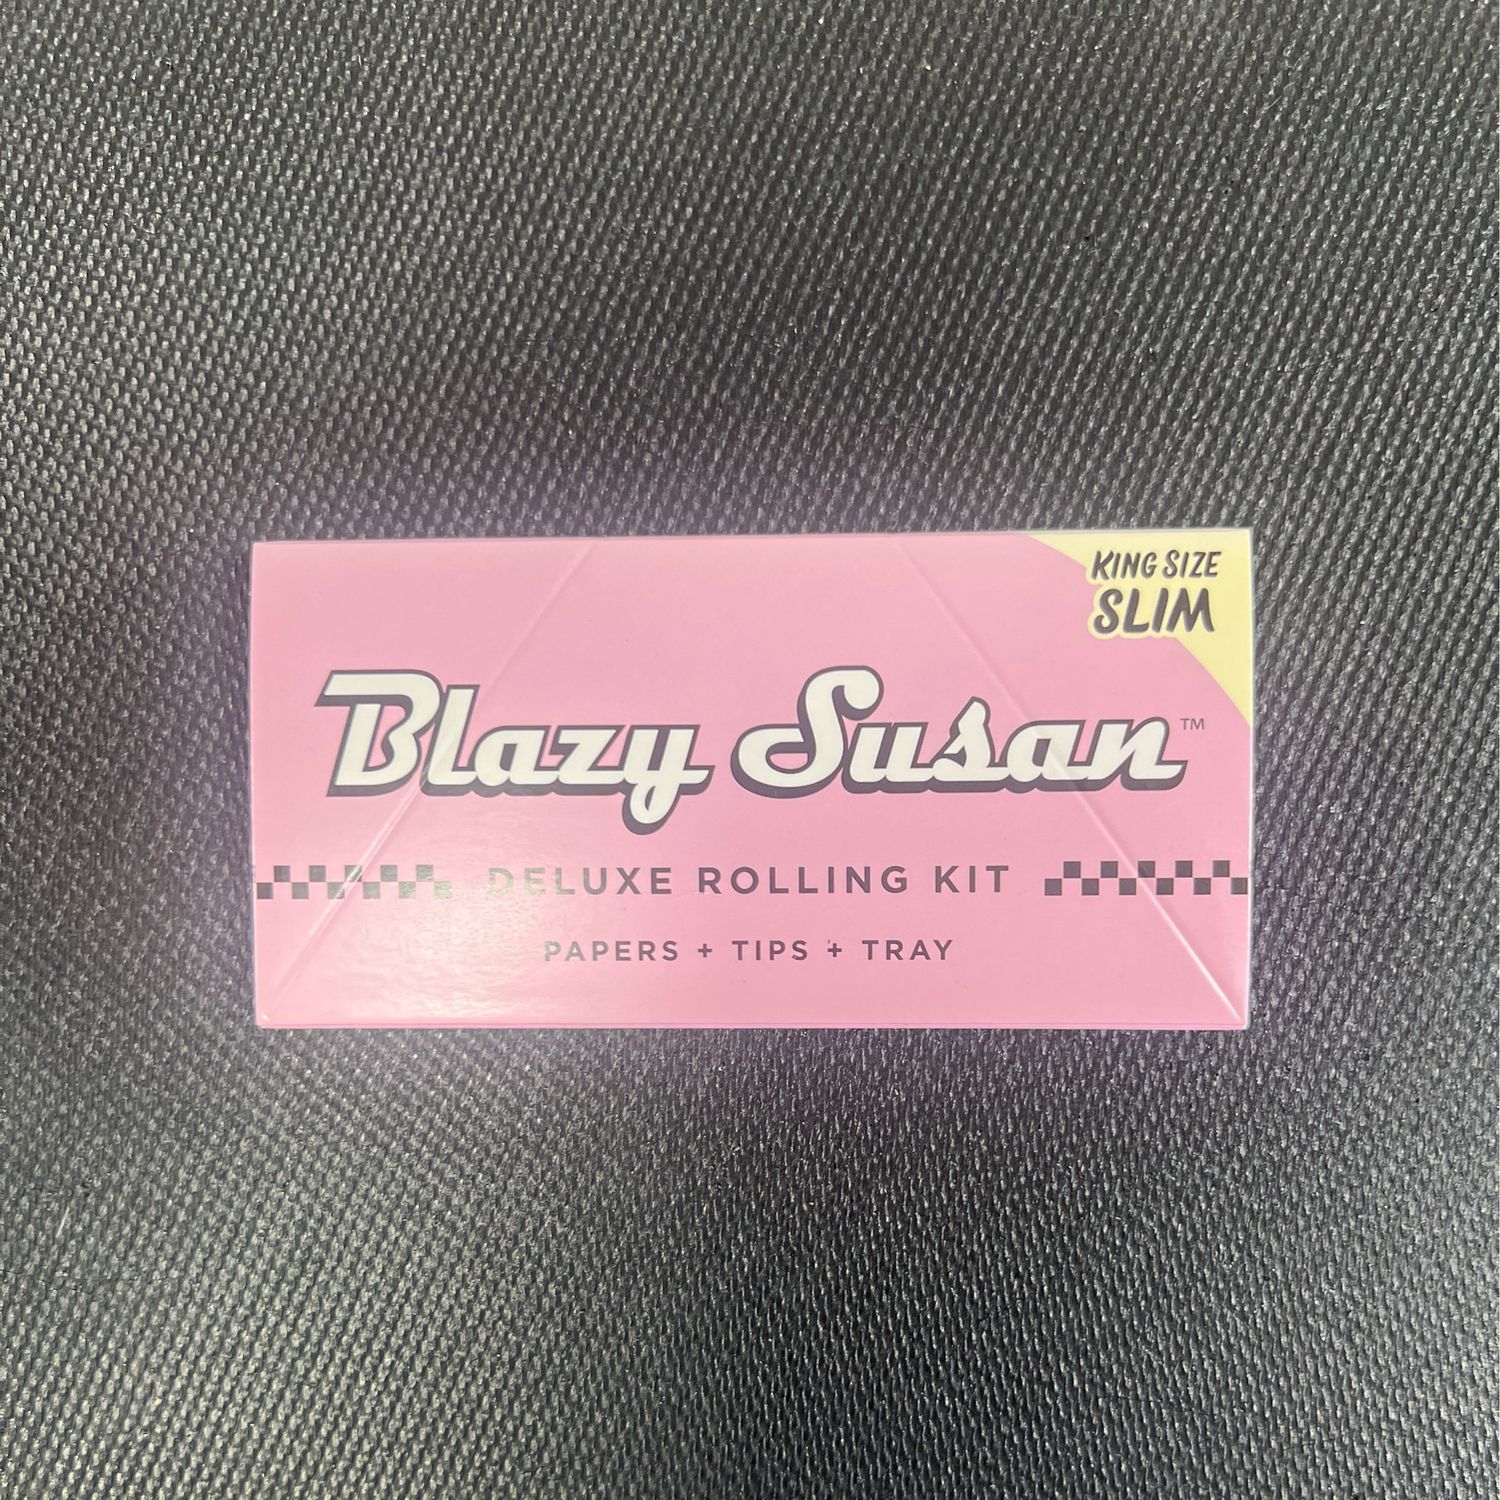 KING SIZE
SLIM
Blazy Susan™
DELUXE ROLLING KIT
PAPERS + TIPS + TRAY